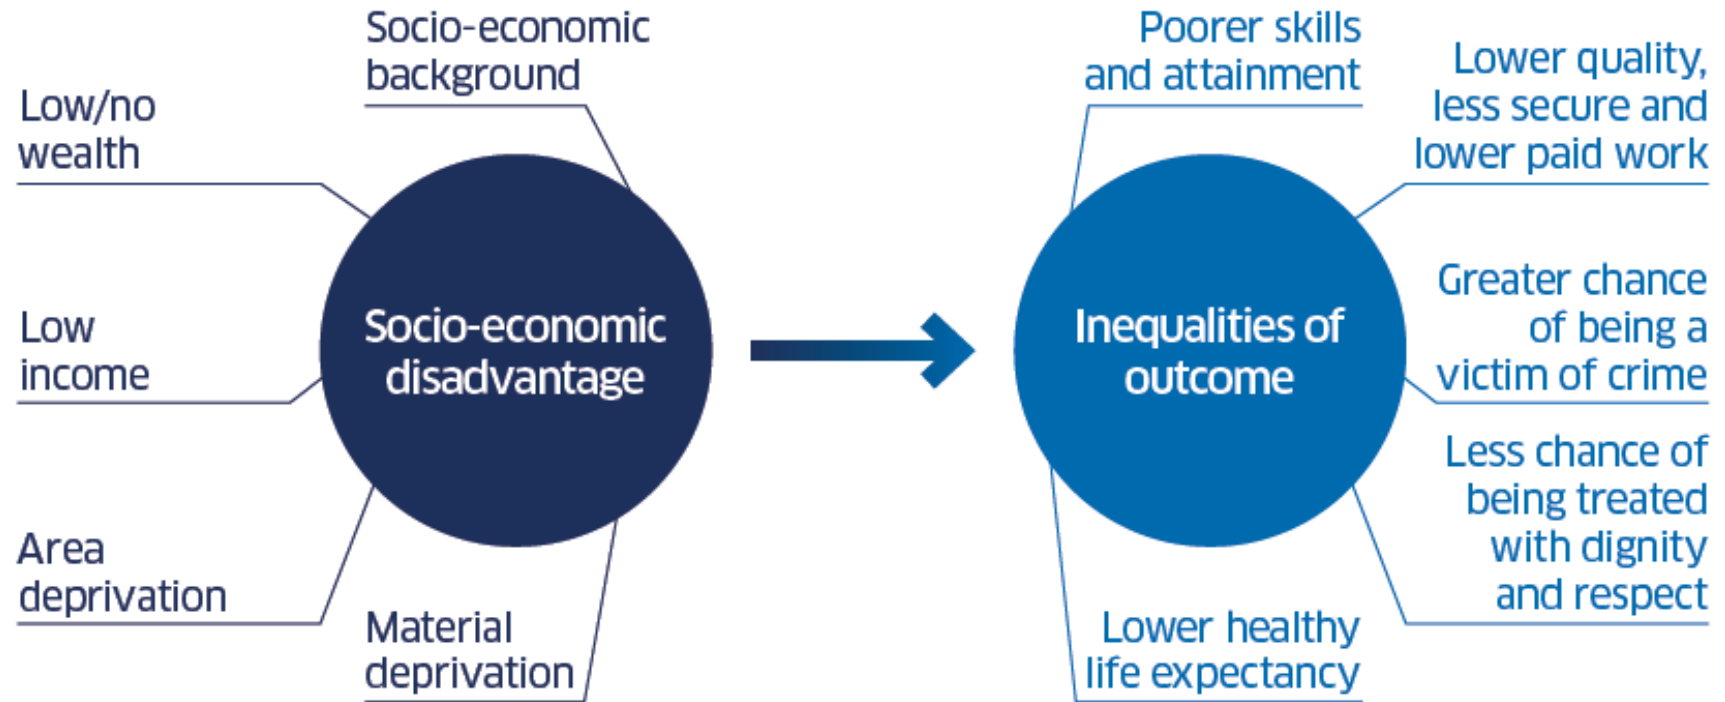 Socio-economic
background
Low/no
wealth
Low
income
Area
deprivation
Material
deprivation
Socio-economic
disadvantage
Inequalities of
outcome
Poorer skills
and attainment
Lower quality,
less secure and
lower paid work
Greater chance
of being a
victim of crime
Less chance of
being treated
with dignity
and respect
Lower healthy
life expectancy